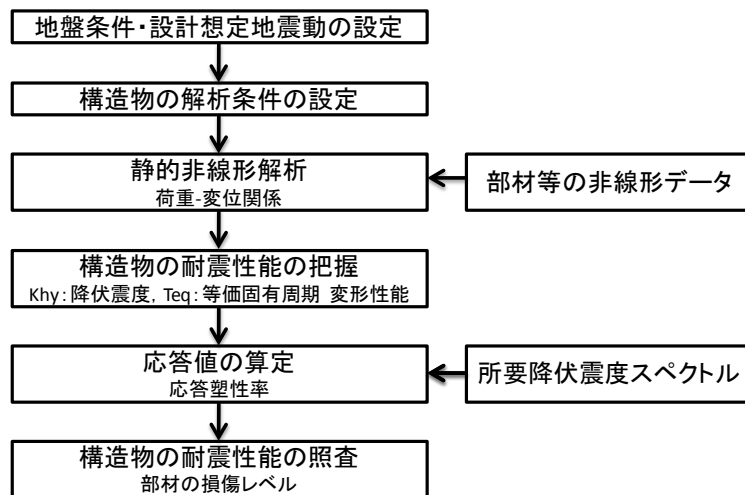 地盤条件・設計想定地震動の設定
構造物の解析条件の設定
静的非線形解析
荷重-変位関係
部材等の非線形データ
構造物の耐震性能の把握
Khy：降伏震度，Teq：等価固有周期 変形性能
応答値の算定
応答塑性率
所要降伏震度スペクトル
構造物の耐震性能の照査
部材の損傷レベル